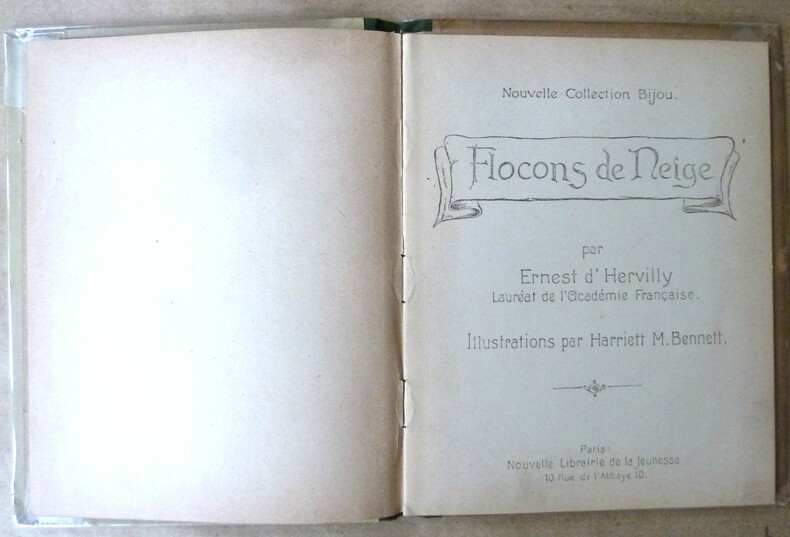 Nouvelle Collection Bijou.
Flocons de Neige
par
Ernest d'Hervilly
Lauréat de l'Académie Française.
Illustrations par Harriett M. Bennett.
Paris:
Nouvelle Librairie de la Jeunesse
10 Rue de l'Abbaye 10.